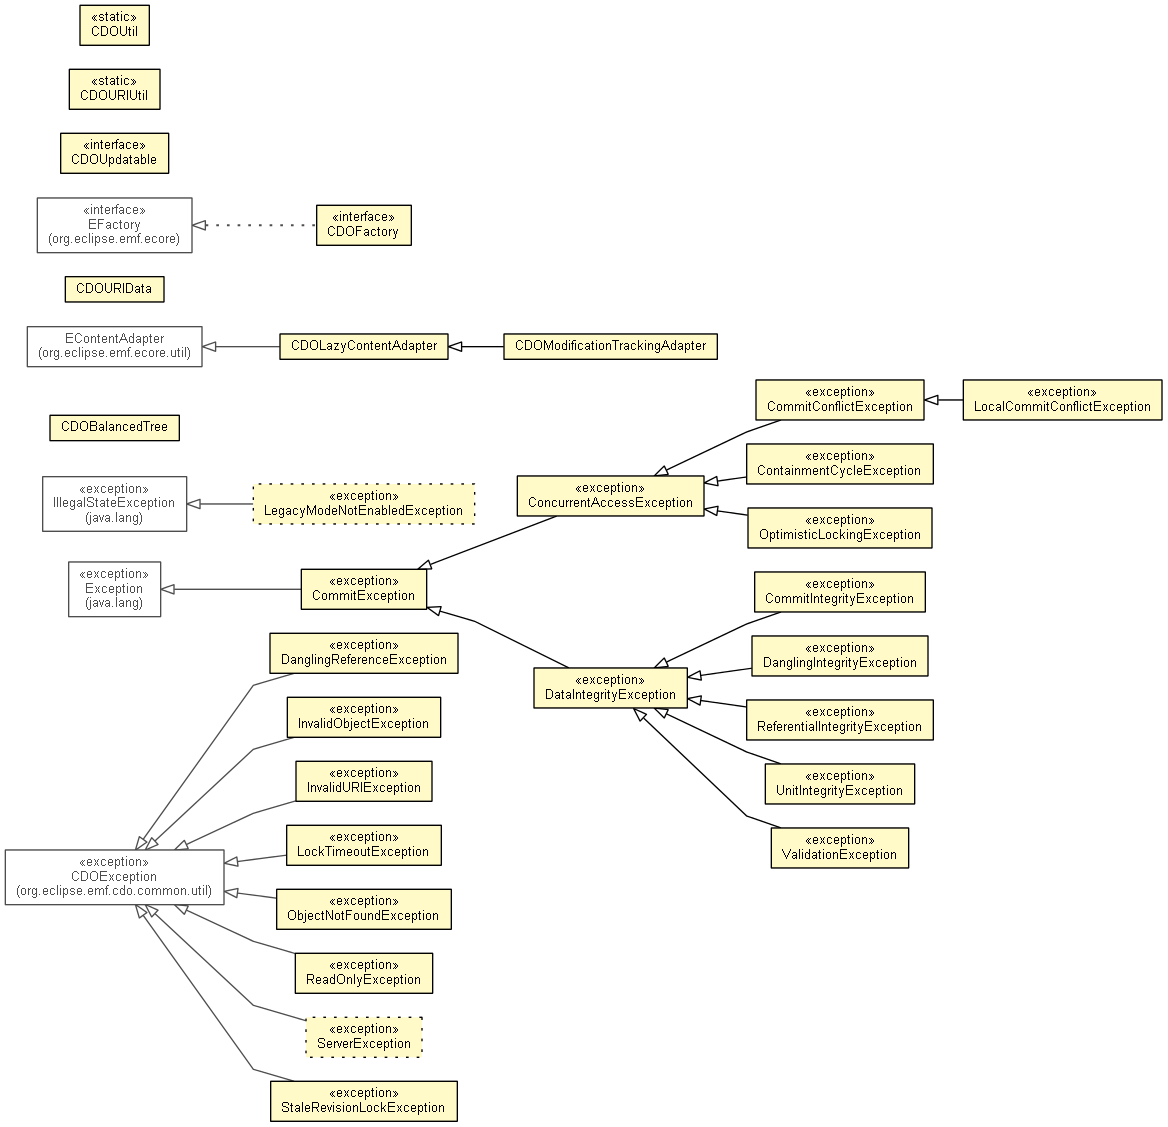 «static»
CDOUtil
«static»
CDOURIUtil
«interface»
CDOUpdatable
«interface»
EFactory
(org.eclipse.emf.ecore)
«interface»
CDOFactory
CDOURIData
EContentAdapter
(org.eclipse.emf.ecore.util)
CDOLazyContentAdapter
CDOModificationTrackingAdapter
CDOBalancedTree
«exception»
CommitConflictException
«exception»
LocalCommitConflictException
«exception»
ContainmentCycleException
«exception»
IllegalStateException
(java.lang)
«exception»
LegacyModeNotEnabledException
«exception»
ConcurrentAccessException
«exception»
OptimisticLockingException
«exception»
Exception
(java.lang)
«exception»
CommitException
«exception»
CommitIntegrityException
«exception»
DanglingReferenceException
«exception»
DanglingIntegrityException
«exception»
DataIntegrityException
«exception»
InvalidObjectException
«exception»
ReferentialIntegrityException
«exception»
InvalidURIException
«exception»
UnitIntegrityException
«exception»
LockTimeoutException
«exception»
ValidationException
«exception»
CDOException
(org.eclipse.emf.cdo.common.util)
«exception»
ObjectNotFoundException
«exception»
ReadOnlyException
«exception»
ServerException
«exception»
StaleRevisionLockException